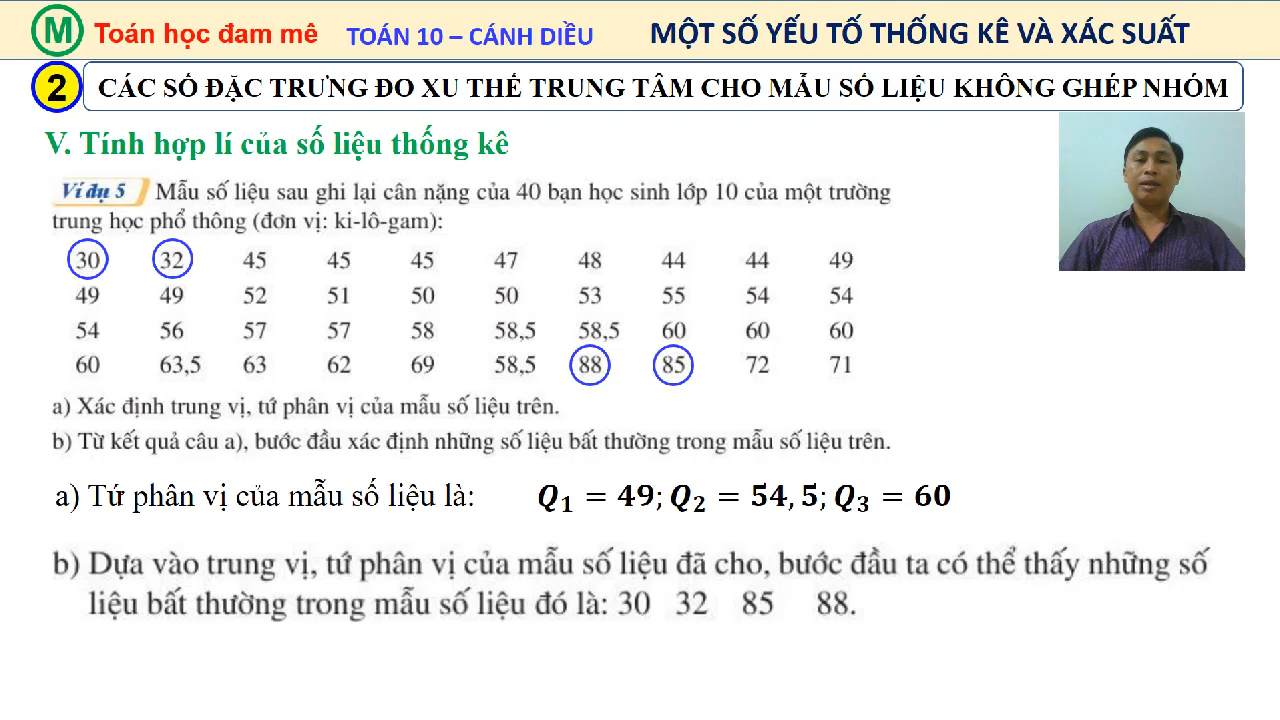 M Toán học đam mê TOÁN 10 – CÁNH DIỀU MỘT SỐ YẾU TỐ THỐNG KÊ VÀ XÁC SUẤT
2 CÁC SỐ ĐẶC TRƯNG ĐO XU THẾ TRUNG TÂM CHO MẪU SỐ LIỆU KHÔNG GHÉP NHÓM
V. Tính hợp lí của số liệu thống kê
Ví dụ 5 Mẫu số liệu sau ghi lại cân nặng của 40 bạn học sinh lớp 10 của một trường
trung học phổ thông (đơn vị: ki-lô-gam):
30 32 45 45 45 47 48 44 44 49
49 49 52 51 50 50 53 55 54 54
54 56 57 57 58 58,5 58,5 60 60 60
60 63,5 63 62 69 58,5 88 85 72 71
a) Xác định trung vị, tứ phân vị của mẫu số liệu trên.
b) Từ kết quả câu a), bước đầu xác định những số liệu bất thường trong mẫu số liệu trên.
a) Tứ phân vị của mẫu số liệu là: Q₁ = 49; Q₂ = 54, 5; Q₃ = 60
b) Dựa vào trung vị, tứ phân vị của mẫu số liệu đã cho, bước đầu ta có thể thấy những số
liệu bất thường trong mẫu số liệu đó là: 30 32 85 88.